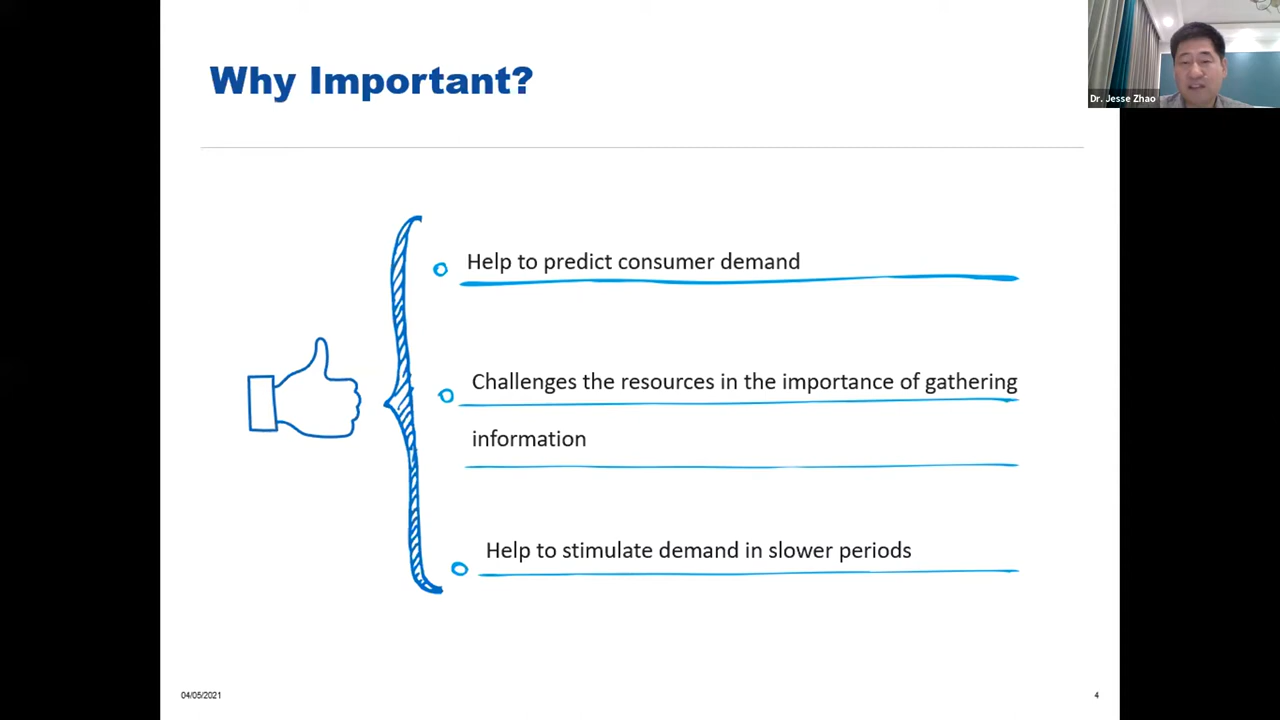 Why Important?
Dr. Jesse Zhao
Help to predict consumer demand
Challenges the resources in the importance of gathering
information
Help to stimulate demand in slower periods
04/05/2021
4